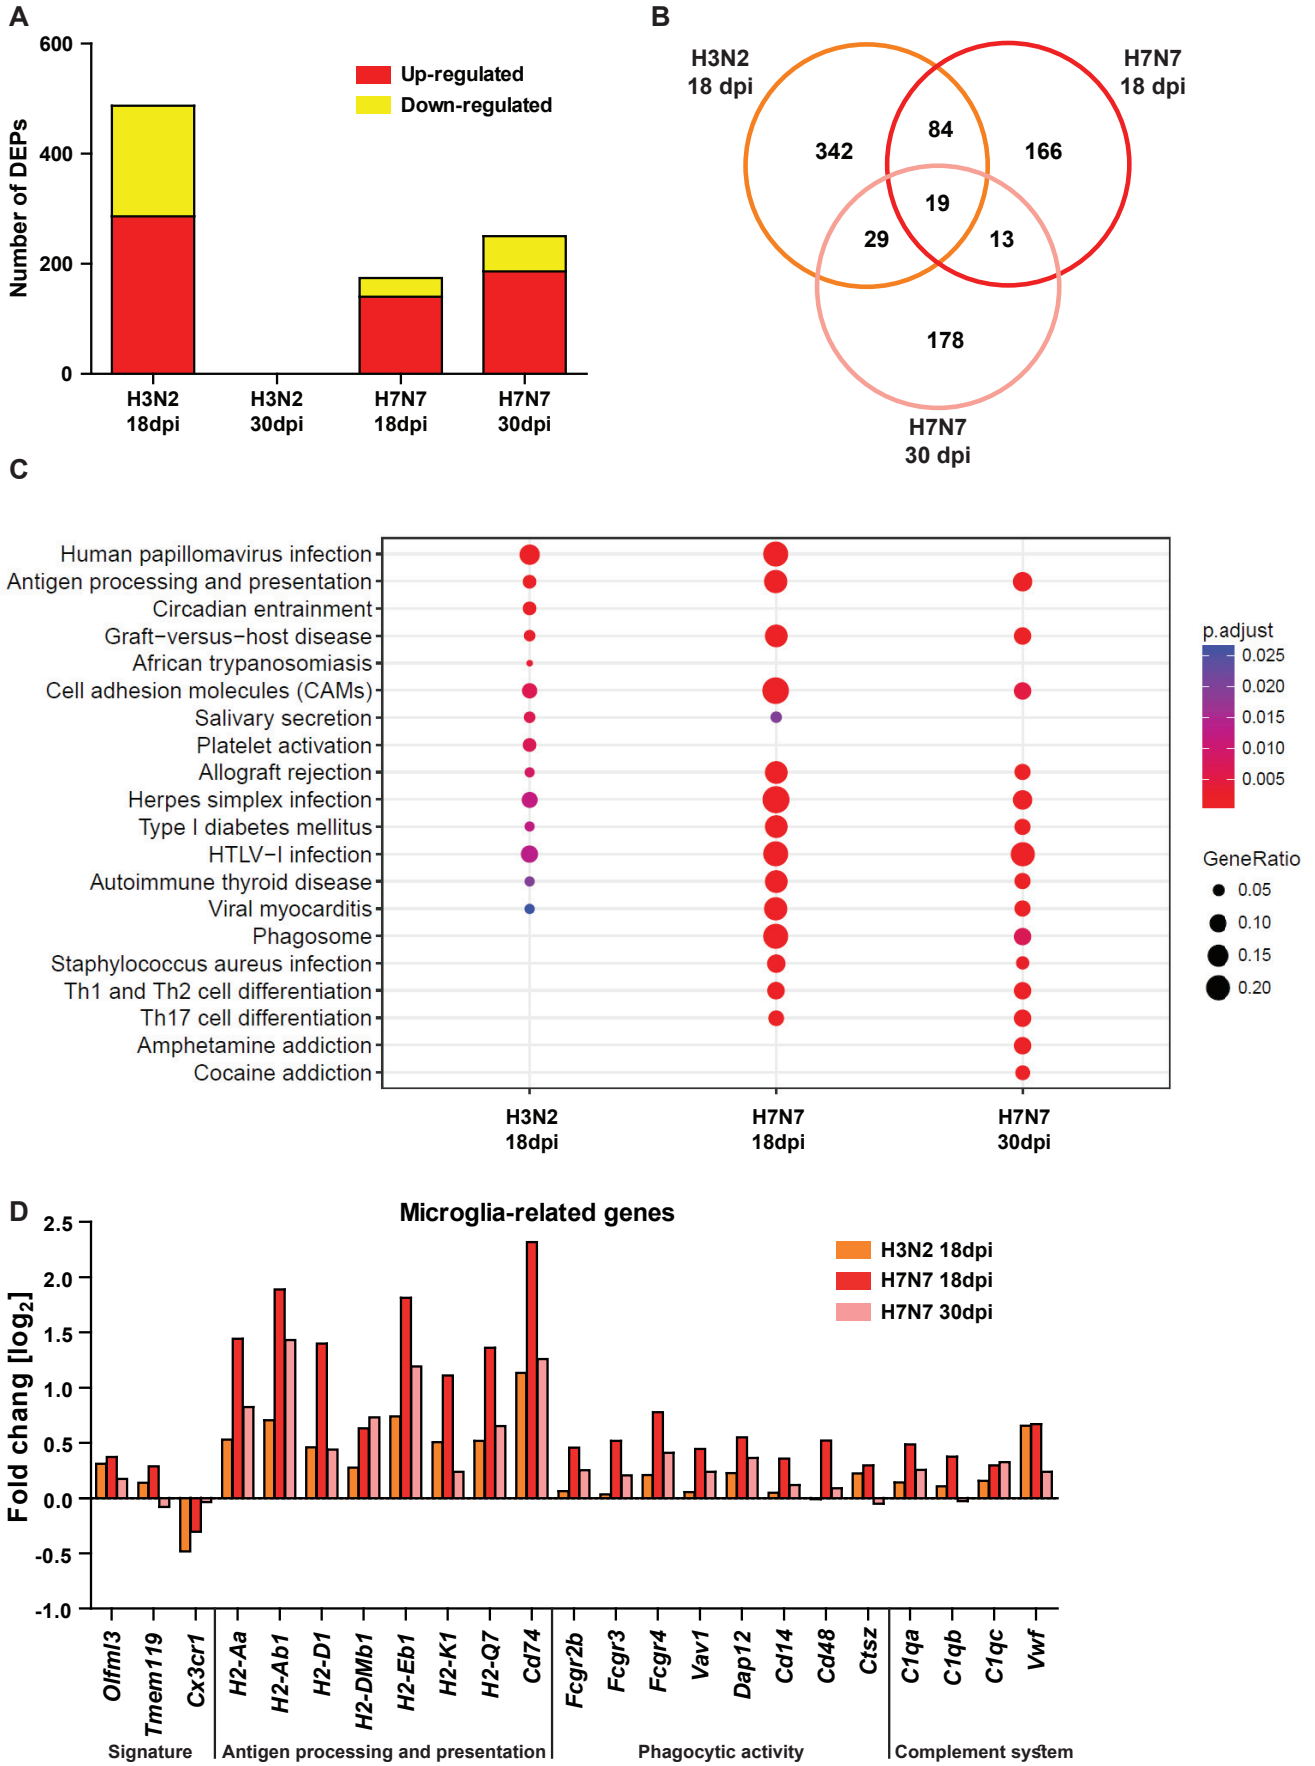 A
600
400
200
0
Number of DEPs
Up-regulated
Down-regulated
H3N2
18dpi
H3N2
30dpi
H7N7
18dpi
H7N7
30dpi
B
H3N2
18 dpi
H7N7
18 dpi
342
84
166
19
29
13
178
H7N7
30 dpi
C
Human papillomavirus infection
Antigen processing and presentation
Circadian entrainment
Graft−versus−host disease
African trypanosomiasis
Cell adhesion molecules (CAMs)
Salivary secretion
Platelet activation
Allograft rejection
Herpes simplex infection
Type I diabetes mellitus
HTLV−I infection
Autoimmune thyroid disease
Viral myocarditis
Phagosome
Staphylococcus aureus infection
Th1 and Th2 cell differentiation
Th17 cell differentiation
Amphetamine addiction
Cocaine addiction
H3N2
18dpi
H7N7
18dpi
H7N7
30dpi
p.adjust
0.025
0.020
0.015
0.010
0.005
GeneRatio
0.05
0.10
0.15
0.20
D
Microglia-related genes
H3N2 18dpi
H7N7 18dpi
H7N7 30dpi
Fold chang [log2]
2.5
2.0
1.5
1.0
0.5
0.0
-0.5
-1.0
Olfml3
Tmem119
Cx3cr1
H2-Aa
H2-Ab1
H2-D1
H2-DMb1
H2-Eb1
H2-K1
H2-Q7
Cd74
Fcgr2b
Fcgr3
Fcgr4
Vav1
Dap12
Cd14
Cd48
Ctsz
C1qa
C1qb
C1qc
Vwf
Signature
Antigen processing and presentation
Phagocytic activity
Complement system